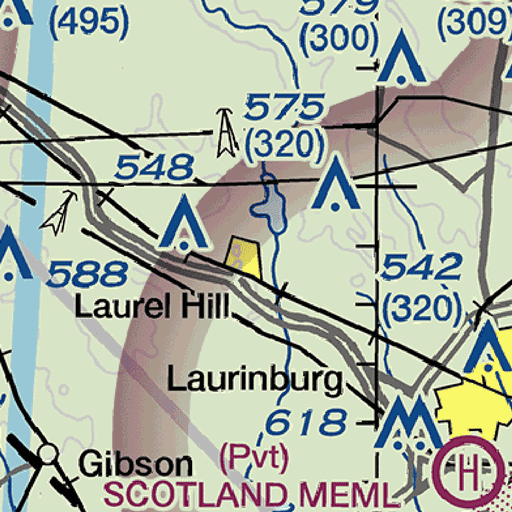 579
(495)
(300)
(309)
575
(320)
548
588
542
(320)
Laurel Hill
Laurinburg
618
Gibson
(Pvt)
SCOTLAND MEML
H